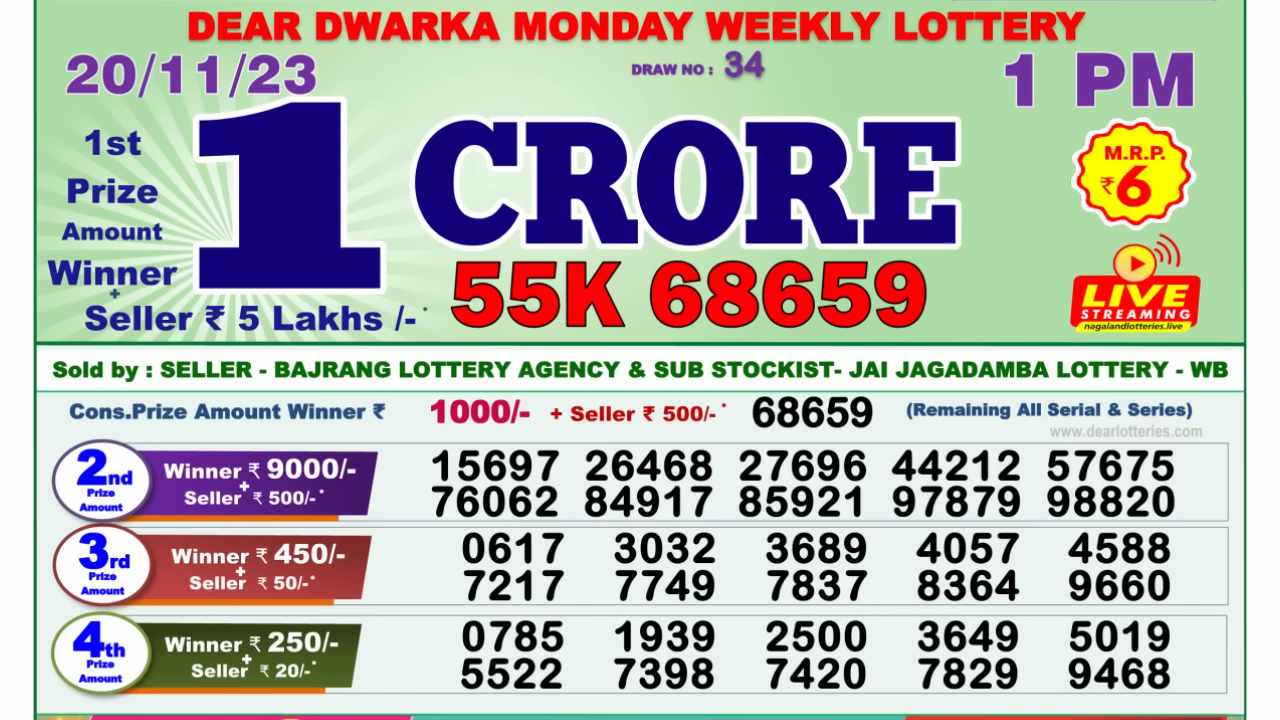 DEAR DWARKA MONDAY WEEKLY LOTTERY
20/11/23
DRAW NO : 34
1 PM
1st
Prize
Amount
Winner
+
Seller ₹ 5 Lakhs /-*
1 CRORE
55K 68659
M.R.P.
₹6
LIVE
STREAMING
nagalandlotteries.live
Sold by : SELLER - BAJRANG LOTTERY AGENCY & SUB STOCKIST- JAI JAGADAMBA LOTTERY - WB
Cons.Prize Amount Winner ₹ 1000/- + Seller ₹ 500/-* 68659 (Remaining All Serial & Series)
www.dearlotteries.com
2nd
Prize
Amount
Winner ₹ 9000/-
+
Seller ₹ 500/-*
15697 26468 27696 44212 57675
76062 84917 85921 97879 98820
3rd
Prize
Amount
Winner ₹ 450/-
+
Seller ₹ 50/-*
0617 3032 3689 4057 4588
7217 7749 7837 8364 9660
4th
Prize
Amount
Winner ₹ 250/-
+
Seller ₹ 20/-*
0785 1939 2500 3649 5019
5522 7398 7420 7829 9468